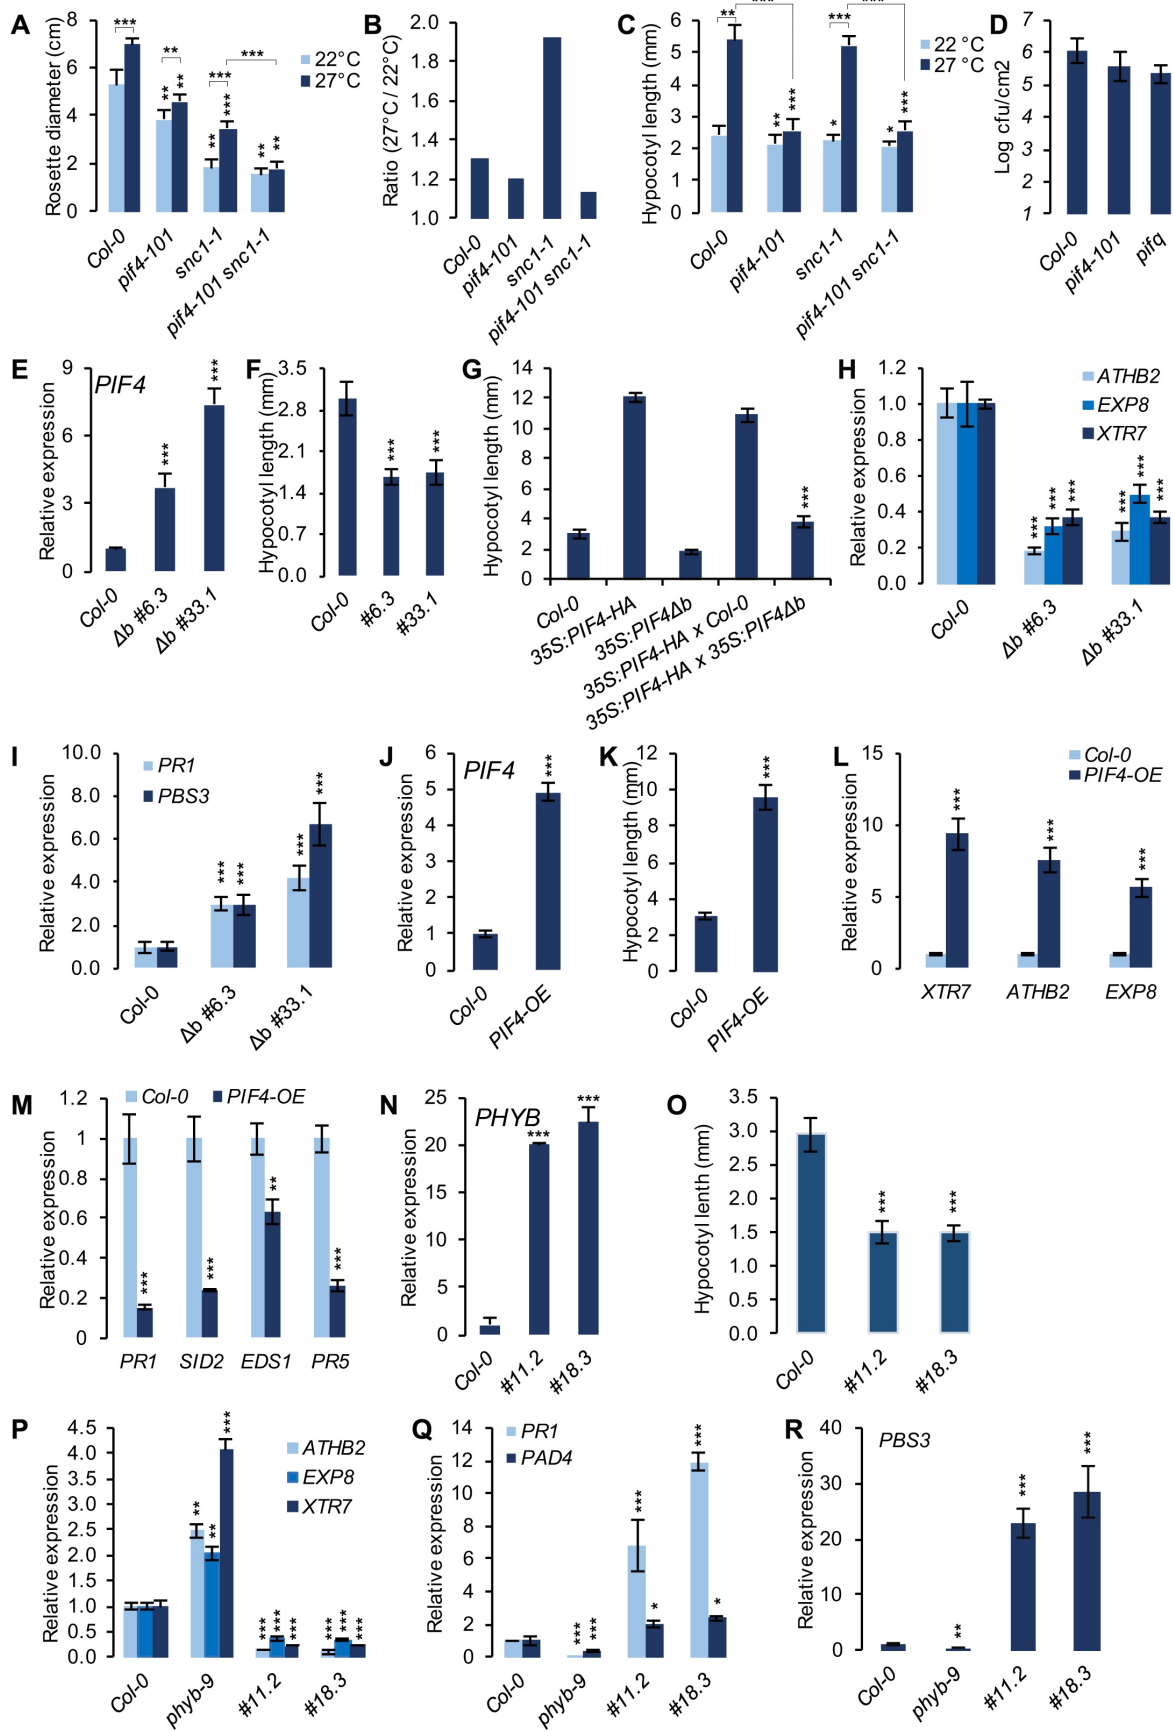 A
Rosette diameter (cm)
8
6
4
2
0
***
**
**
**
***
**
***
***
**
**
22°C
27°C
Col-0
pif4-101
snc1-1
pif4-101 snc1-1
B
Ratio (27°C / 22°C)
2.0
1.8
1.6
1.4
1.2
1.0
Col-0
pif4-101
snc1-1
pif4-101 snc1-1
C
Hypocotyl length (mm)
6
5
4
3
2
1
0
**
***
**
***
*
***
***
*
***
22 °C
27 °C
Col-0
pif4-101
snc1-1
pif4-101 snc1-1
D
Log cfu/cm2
7
6
5
4
3
2
1
Col-0
pif4-101
pifq
E
PIF4
Relative expression
9
6
3
0
***
***
Col-0
Δb #6.3
Δb #33.1
F
Hypocotyl length (mm)
3.5
2.8
2.1
1.4
0.7
0.0
***
***
Col-0
#6.3
#33.1
G
Hypocotyl length (mm)
14
12
10
8
6
4
2
0
***
Col-0
35S:PIF4-HA
35S:PIF4Δb
35S:PIF4-HA x Col-0
35S:PIF4-HA x 35S:PIF4Δb
H
Relative expression
1.2
1.0
0.8
0.6
0.4
0.2
0.0
ATHB2
EXP8
XTR7
***
***
***
***
***
***
Col-0
Δb #6.3
Δb #33.1
I
Relative expression
10.0
8.0
6.0
4.0
2.0
0.0
PR1
PBS3
***
***
***
***
Col-0
Δb #6.3
Δb #33.1
J
PIF4
Relative expression
6
5
4
3
2
1
0
***
Col-0
PIF4-OE
K
Hypocotyl length (mm)
12
10
8
6
4
2
0
***
Col-0
PIF4-OE
L
Relative expression
15
10
5
0
Col-0
PIF4-OE
***
***
***
XTR7
ATHB2
EXP8
M
Relative expression
1.2
1
0.8
0.6
0.4
0.2
0
Col-0
PIF4-OE
***
***
**
***
PR1
SID2
EDS1
PR5
N
PHYB
Relative expression
25
20
15
10
5
0
***
***
Col-0
#11.2
#18.3
O
Hypocotyl lenth (mm)
3.5
3.0
2.5
2.0
1.5
1.0
0.5
0.0
***
***
Col-0
#11.2
#18.3
P
Relative expression
4.5
4.0
3.5
3.0
2.5
2.0
1.5
1.0
0.5
0.0
ATHB2
EXP8
XTR7
**
**
***
***
***
***
***
***
***
Col-0
phyb-9
#11.2
#18.3
Q
Relative expression
14
12
10
8
6
4
2
0
PR1
PAD4
***
***
***
*
***
*
Col-0
phyb-9
#11.2
#18.3
R
PBS3
Relative expression
40
30
20
10
0
**
***
***
Col-0
phyb-9
#11.2
#18.3